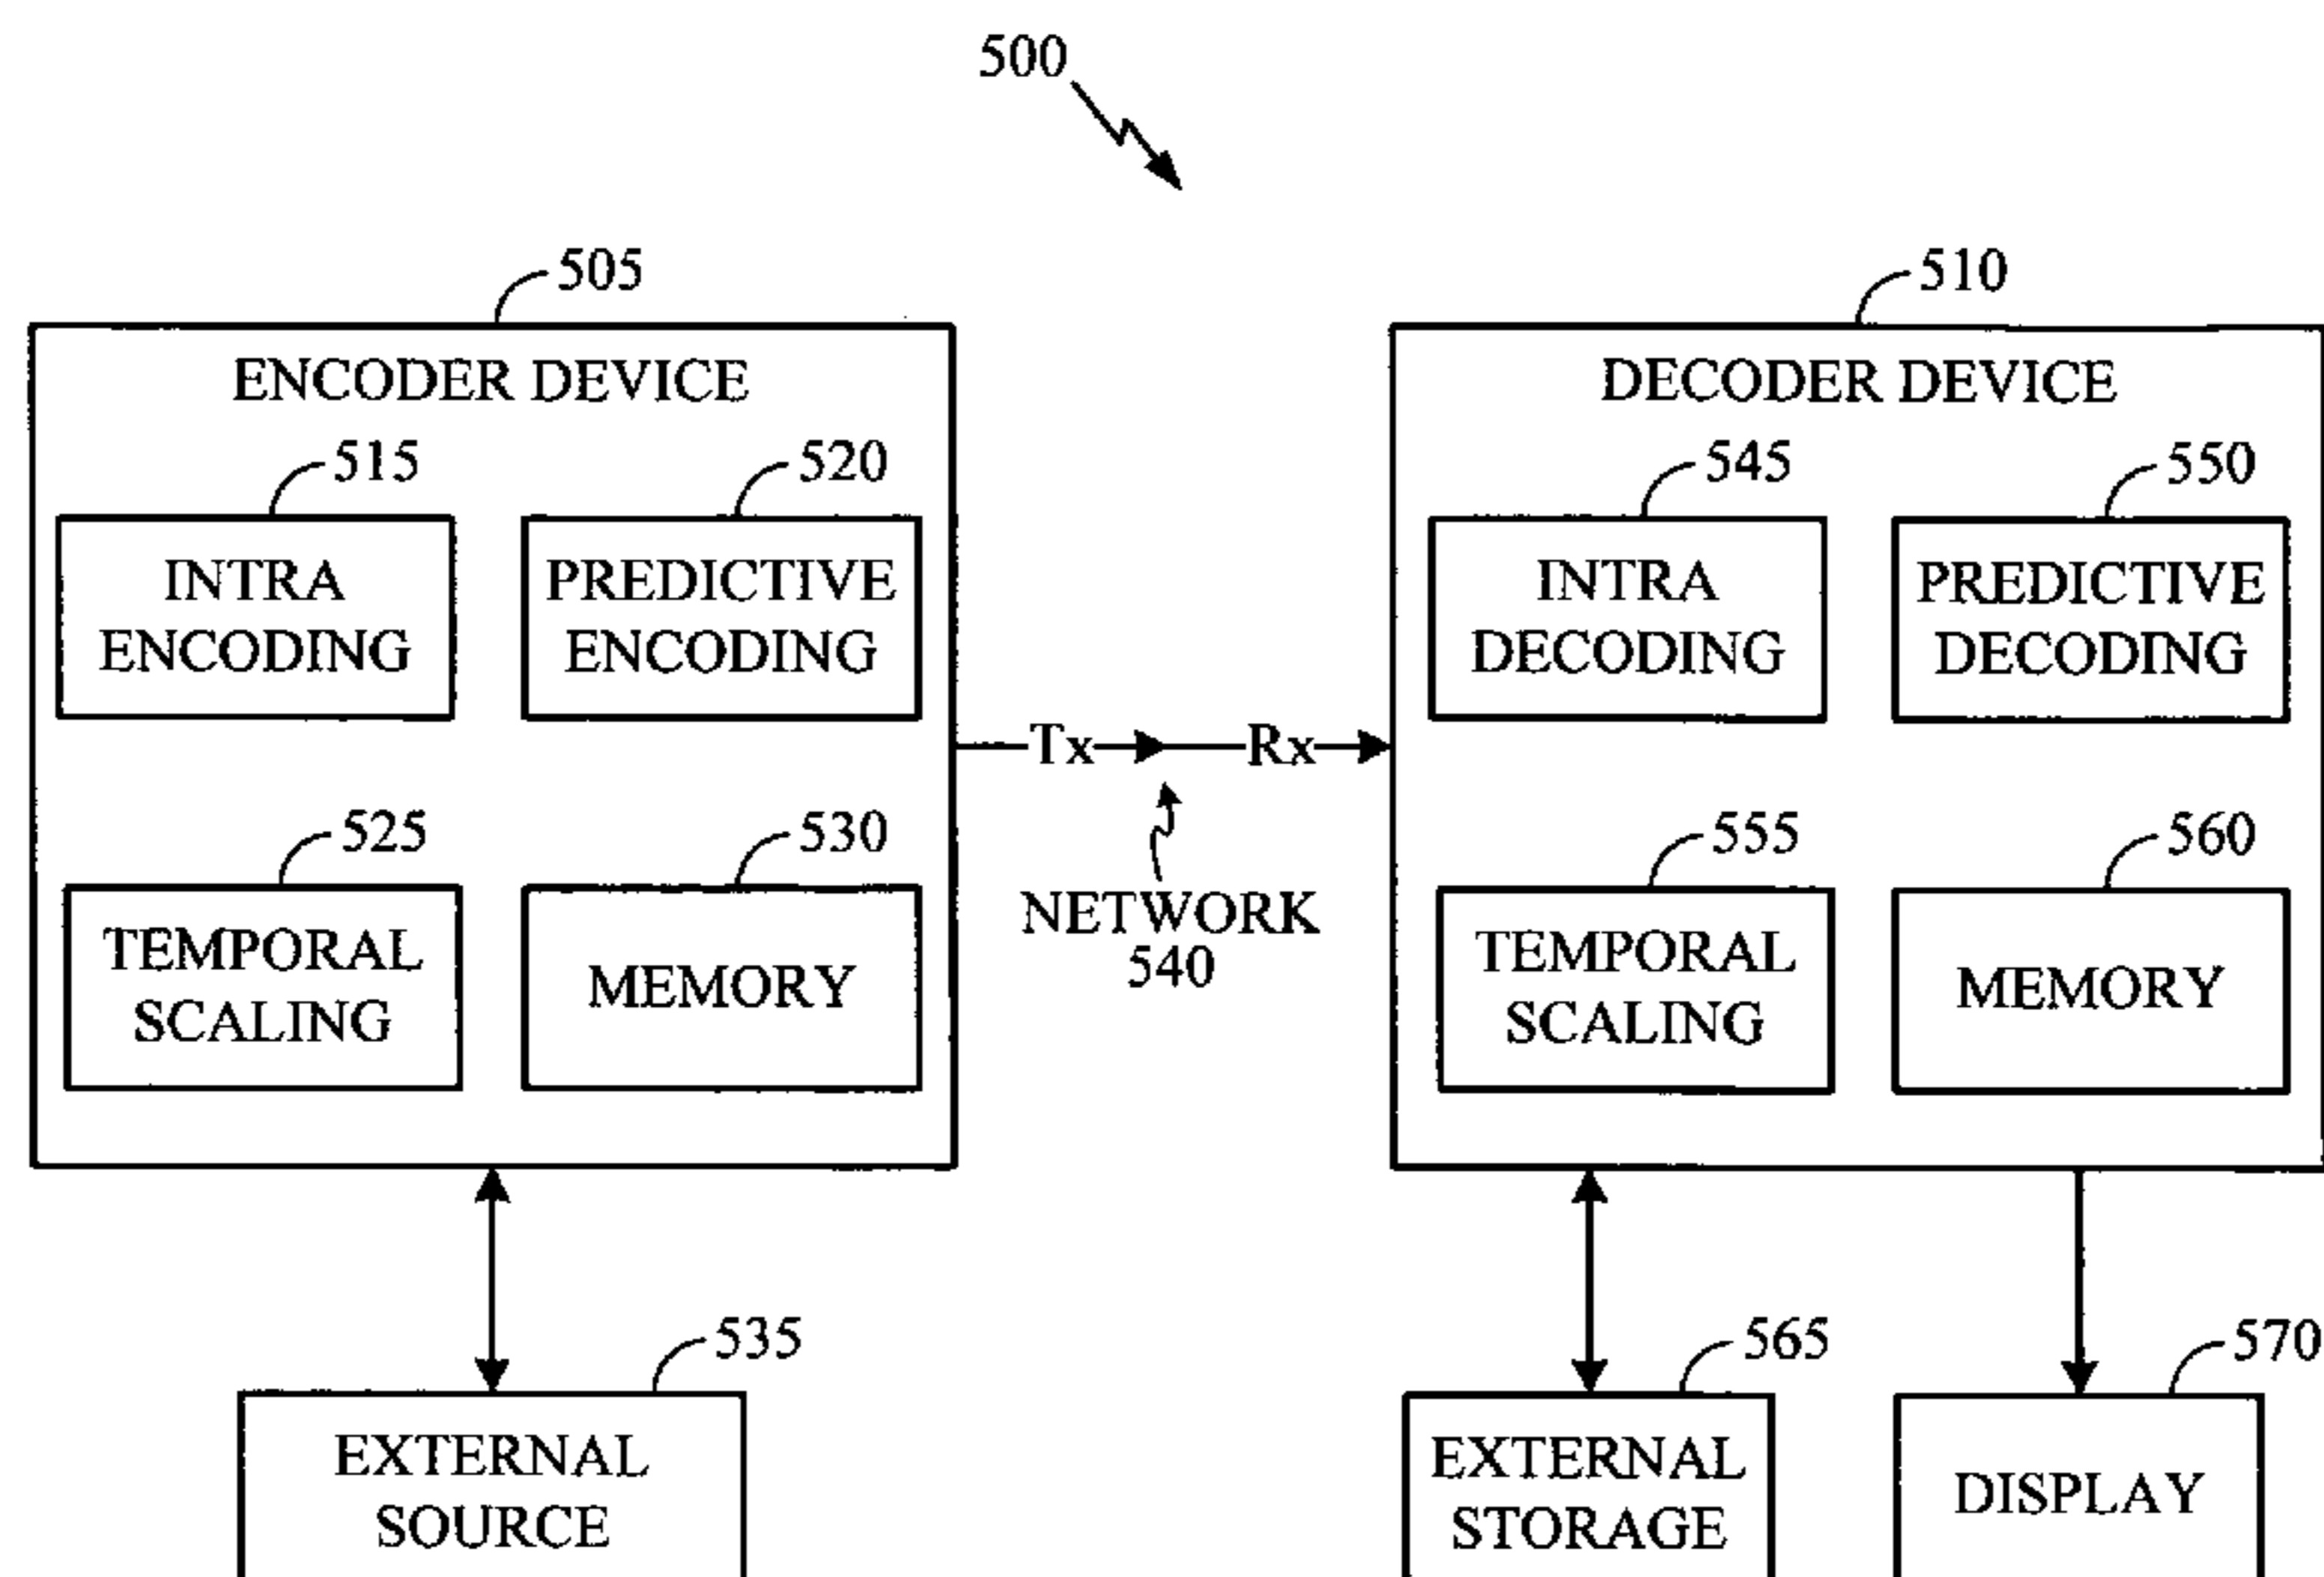 500
505
510
ENCODER DEVICE
DECODER DEVICE
515
520
545
550
INTRA
ENCODING
PREDICTIVE
ENCODING
INTRA
DECODING
PREDICTIVE
DECODING
Tx
Rx
525
530
NETWORK
540
555
560
TEMPORAL
SCALING
MEMORY
TEMPORAL
SCALING
MEMORY
535
565
570
EXTERNAL
SOURCE
EXTERNAL
STORAGE
DISPLAY